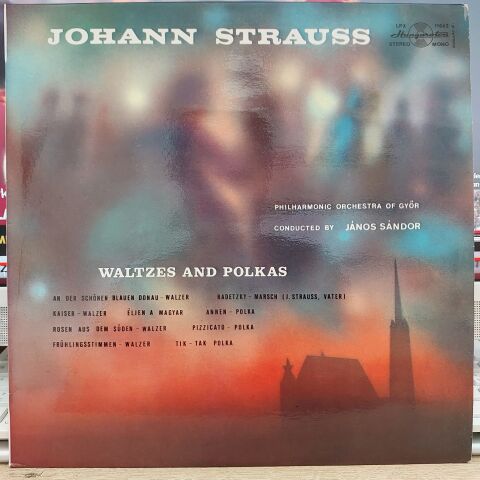 JOHANN STRAUSS
LPX
Hungaroton
STEREO MONO
PHILHARMONIC ORCHESTRA OF GYŐR
CONDUCTED BY JÁNOS SÁNDOR
WALTZES AND POLKAS
AN DER SCHÖNEN BLAUEN DONAU - WALZER RADETZKY - MARSCH (J. STRAUSS, VATER)
KAISER - WALZER ÉLJEN A MAGYAR ANNEN - POLKA
ROSEN AUS DEM SÜDEN - WALZER PIZZICATO - POLKA
FRÜHLINGSSTIMMEN - WALZER TIK - TAK POLKA